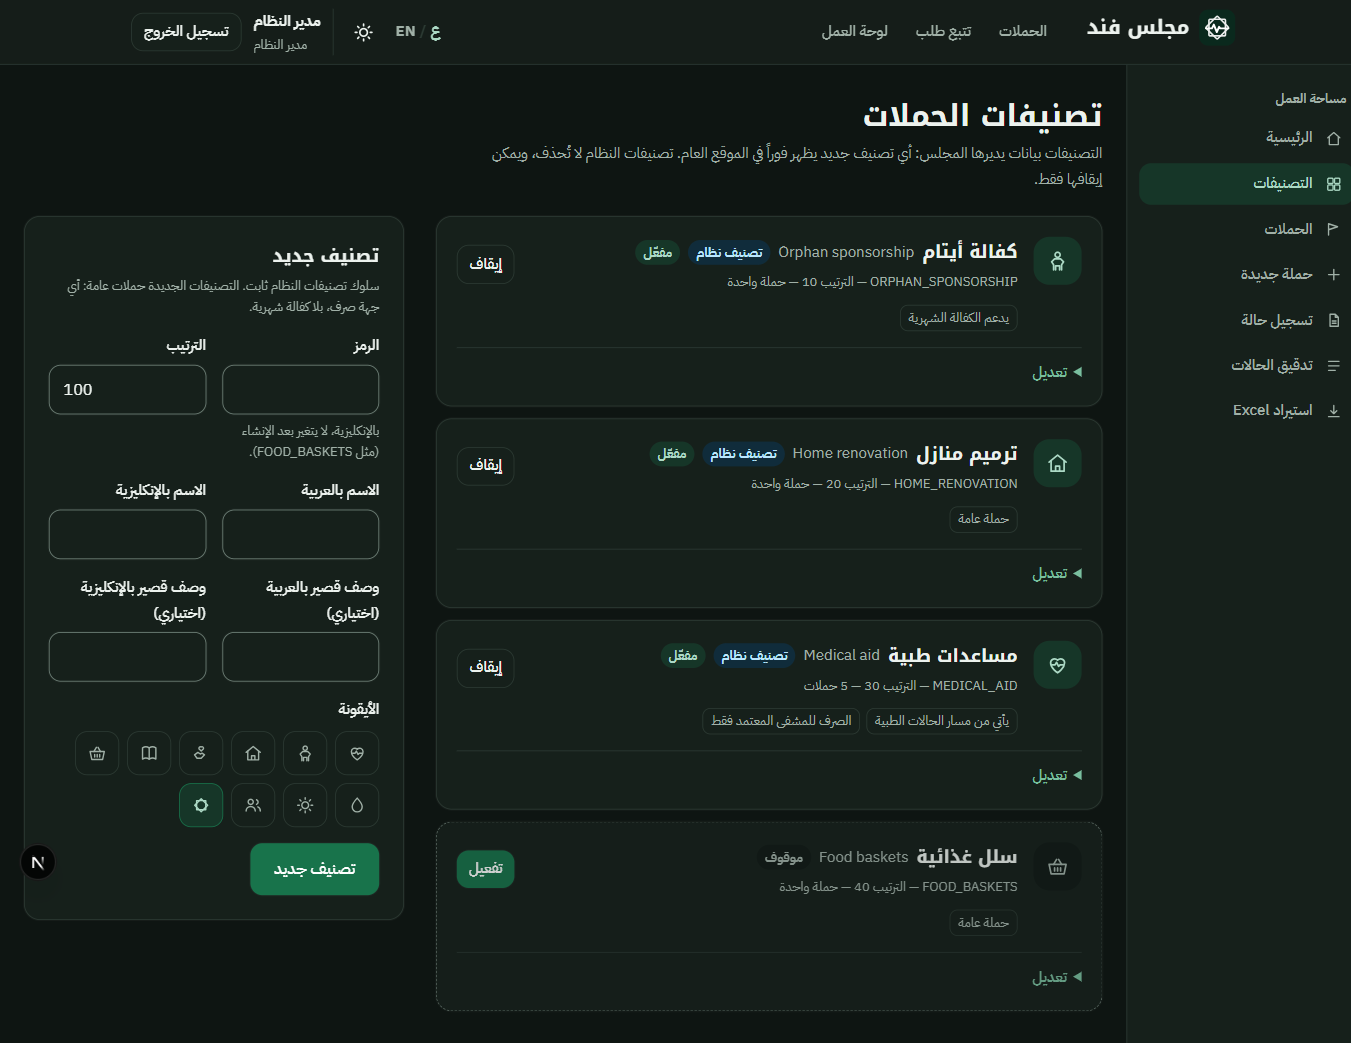 مجلس فند
الحملات
تتبع طلب
لوحة العمل
ع / EN
مدير النظام
مدير النظام
تسجيل الخروج
مساحة العمل
الرئيسية
التصنيفات
الحملات
حملة جديدة
تسجيل حالة
تدقيق الحالات
استيراد Excel
تصنيفات الحملات
التصنيفات بيانات يديرها المجلس: أي تصنيف جديد يظهر فوراً في الموقع العام. تصنيفات النظام لا تُحذف، ويمكن
إيقافها فقط.
كفالة أيتام Orphan sponsorship تصنيف نظام مفعّل
إيقاف
ORPHAN_SPONSORSHIP — الترتيب 10 — حملة واحدة
يدعم الكفالة الشهرية
تعديل
ترميم منازل Home renovation تصنيف نظام مفعّل
إيقاف
HOME_RENOVATION — الترتيب 20 — حملة واحدة
حملة عامة
تعديل
مساعدات طبية Medical aid تصنيف نظام مفعّل
إيقاف
MEDICAL_AID — الترتيب 30 — 5 حملات
يأتي من مسار الحالات الطبية
الصرف للمشفى المعتمد فقط
تعديل
سلل غذائية Food baskets موقوف
تفعيل
FOOD_BASKETS — الترتيب 40 — حملة واحدة
حملة عامة
تعديل
تصنيف جديد
سلوك تصنيفات النظام ثابت. التصنيفات الجديدة حملات عامة: أي
جهة صرف، بلا كفالة شهرية.
الرمز
الترتيب
100
بالإنكليزية، لا يتغير بعد الإنشاء
(مثل FOOD_BASKETS).
الاسم بالعربية
الاسم بالإنكليزية
وصف قصير بالعربية
(اختياري)
وصف قصير بالإنكليزية
(اختياري)
الأيقونة
تصنيف جديد
N